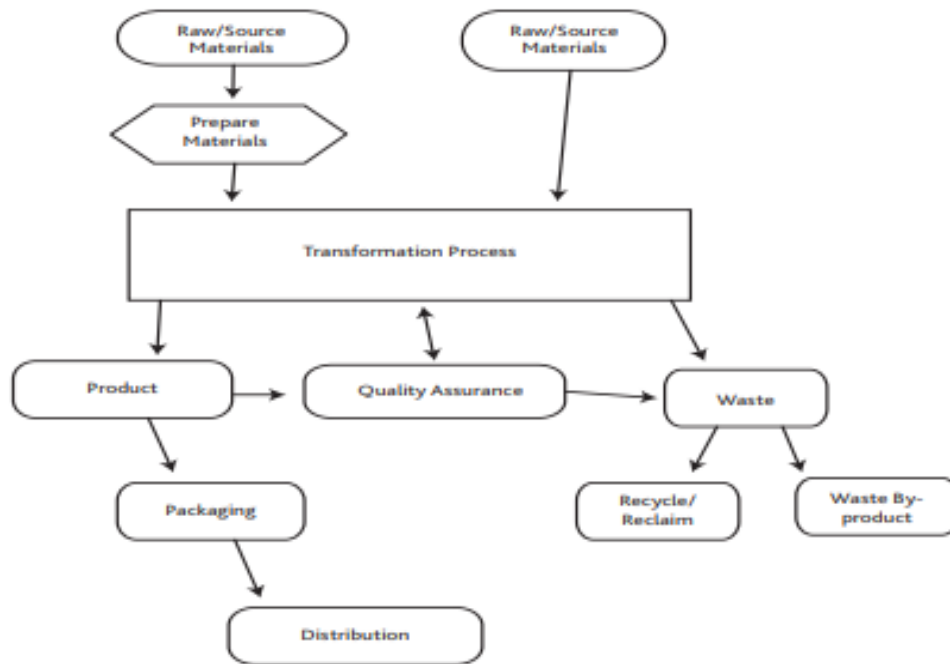 Raw/Source
Materials
Raw/Source
Materials
Prepare
Materials
Transformation Process
Product
Quality Assurance
Waste
Packaging
Recycle/
Reclaim
Waste By-
product
Distribution